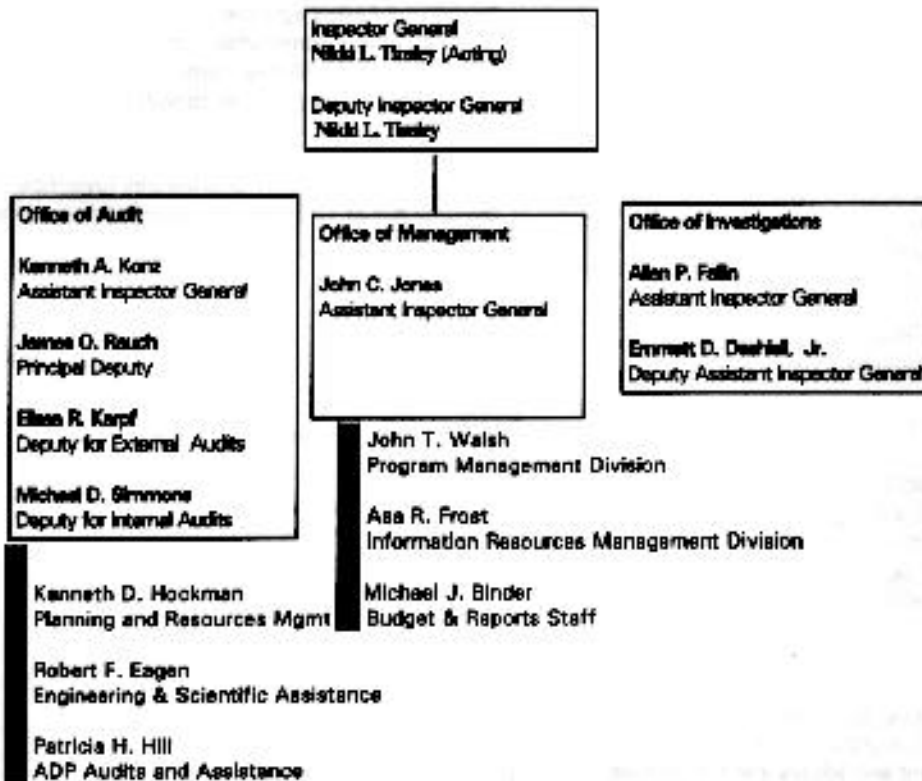 Inspector General
Nikki L. Tinsley (Acting)
Deputy Inspector General
Nikki L. Tinsley
Office of Audit
Kenneth A. Konz
Assistant Inspector General
James O. Rauch
Principal Deputy
Elissa R. Karpf
Deputy for External Audits
Michael D. Simmons
Deputy for Internal Audits
Kenneth D. Hockman
Planning and Resources Mgmt
Robert F. Eagen
Engineering & Scientific Assistance
Patricia H. Hill
ADP Audits and Assistance
Office of Management
John C. Jones
Assistant Inspector General
John T. Walsh
Program Management Division
Asa R. Frost
Information Resources Management Division
Michael J. Binder
Budget & Reports Staff
Office of Investigations
Allen P. Fallin
Assistant Inspector General
Emmett D. Dashiell, Jr.
Deputy Assistant Inspector General